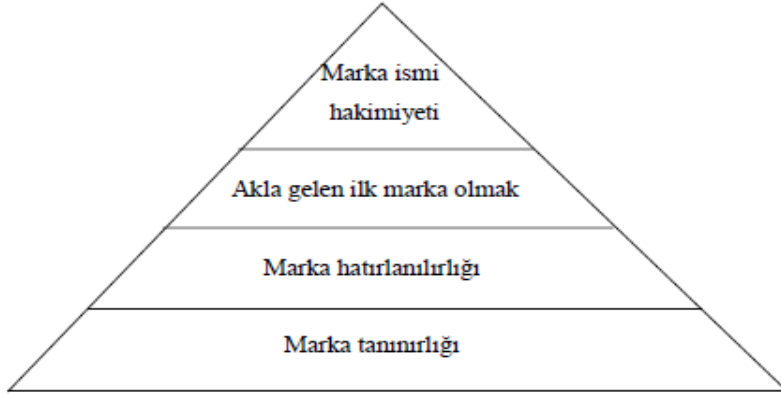 Marka ismi
hakimiyeti
Akla gelen ilk marka olmak
Marka hatırlanılırlığı
Marka tanınırlığı